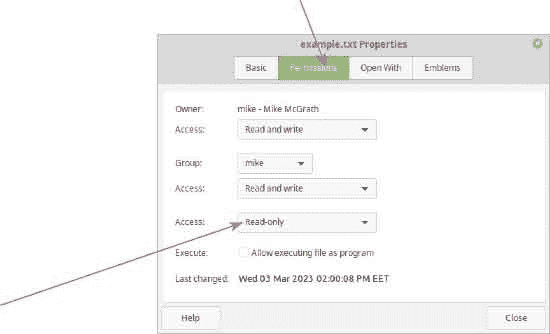 example.txt Properties
Basic Permissions Open With Emblems
Owner: mike - Mike McGrath
Access: Read and write
Group: mike
Access: Read and write
Access: Read-only
Execute: Allow executing file as program
Last changed: Wed 03 Mar 2023 02:00:08 PM EET
Help Close